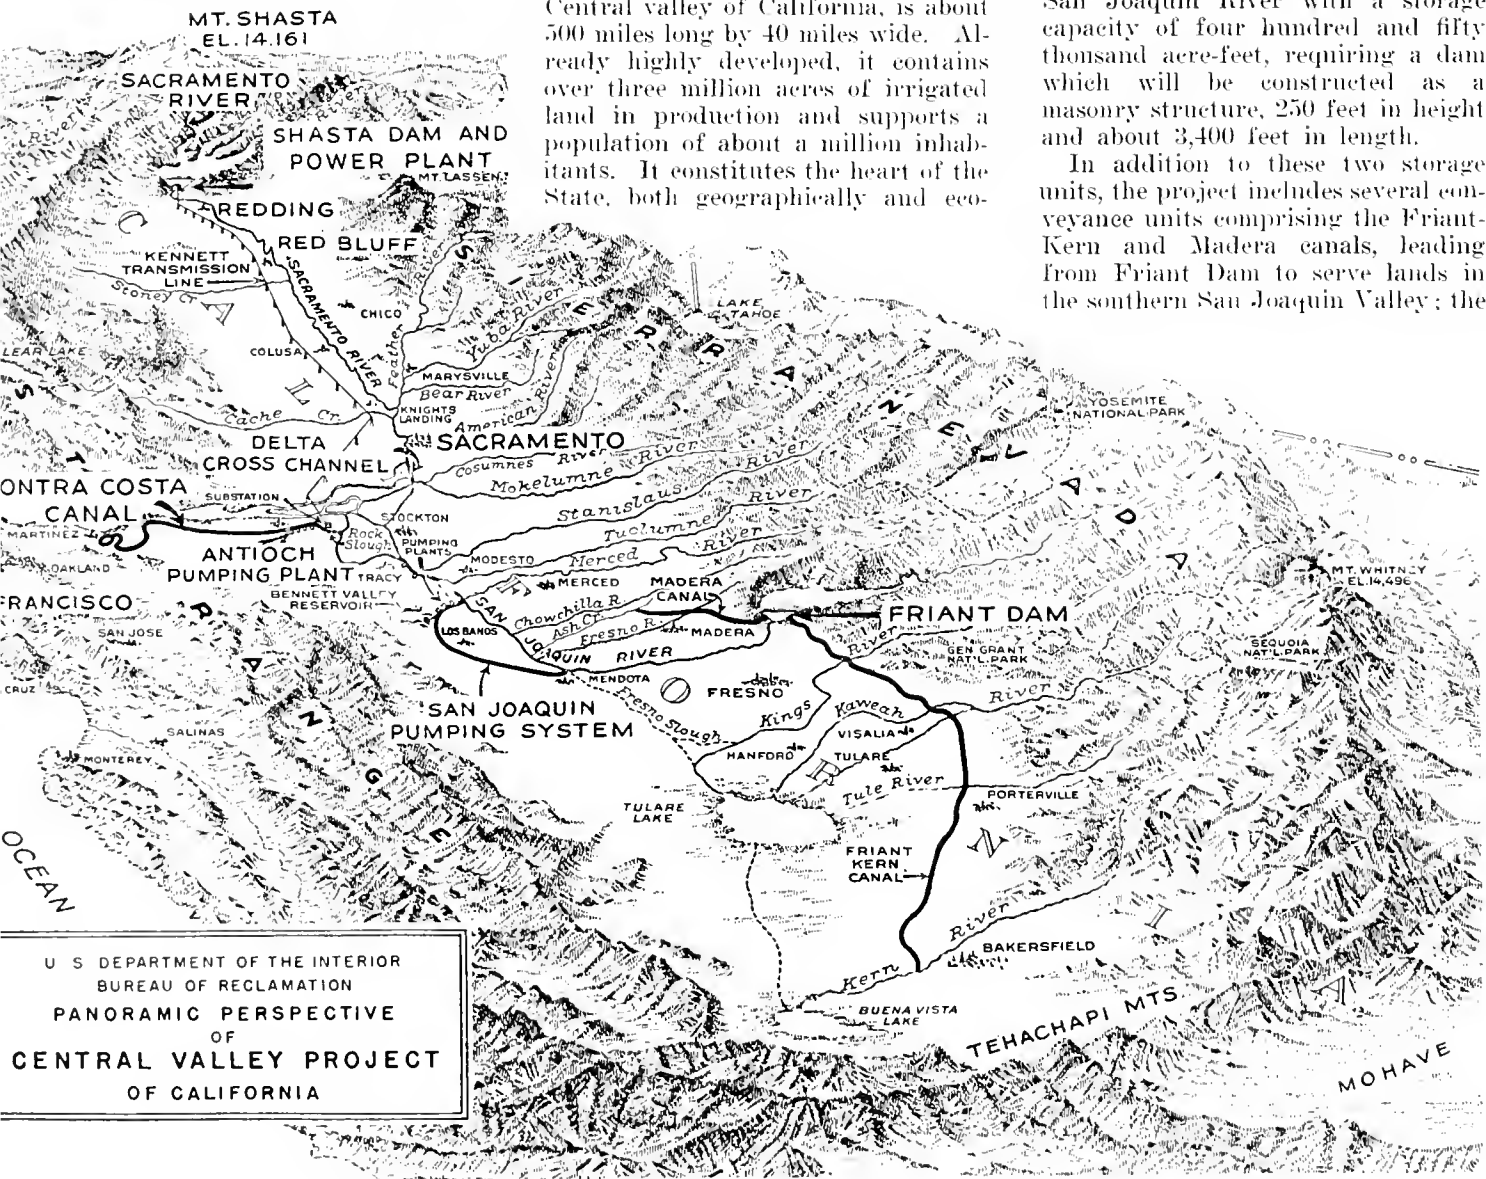 Central valley of California, is about
500 miles long by 40 miles wide. Al-
ready highly developed, it contains
over three million acres of irrigated
land in production and supports a
population of about a million inhab-
itants. It constitutes the heart of the
State, both geographically and eco-
San Joaquin River with a storage
capacity of four hundred and fifty
thousand acre-feet, requiring a dam
which will be constructed as a
masonry structure, 250 feet in height
and about 3,400 feet in length.
In addition to these two storage
units, the project includes several con-
veyance units comprising the Friant-
Kern and Madera canals, leading
from Friant Dam to serve lands in
the southern San Joaquin Valley; the
MT. SHASTA
EL. 14.161
SACRAMENTO
RIVER
River
River
SHASTA DAM AND
POWER PLANT
MT. LASSEN
REDDING
RED BLUFF
KENNETT
TRANSMISSION
LINE
SACRAMENTO RIVER
Stoney Cr
CHICO
Feather River
Yuba River
LAKE
TAHOE
LEAR LAKE
COLUSA
MARYSVILLE
Bear River
KNIGHTS
LANDING
American River
Cache Cr.
YOSEMITE
NATIONAL PARK
SIERRA NEVADA
CALIFORNIA
ST RANGE
DELTA
CROSS CHANNEL
SACRAMENTO
Cosumnes River
Mokelumne River
ONTRA COSTA
CANAL
SUBSTATION
STOCKTON
Stanislaus River
Tuolumne River
MARTINEZ
Rock
Slough
PUMPING
PLANTS
ANTIOCH
PUMPING PLANT
TRACY
MODESTO
Merced River
OAKLAND
BENNETT VALLEY
RESERVOIR
MERCED
MADERA
CANAL
MT. WHITNEY
EL. 14,496
FRANCISCO
SAN JOSE
Chowchilla R.
Ash Cr.
Fresno R.
MADERA
FRIANT DAM
LOS BANOS
SAN JOAQUIN RIVER
River
GEN GRANT
NAT'L. PARK
SEQUOIA
NAT'L. PARK
CRUZ
MENDOTA
FRESNO
River
SAN JOAQUIN
PUMPING SYSTEM
Fresno Slough
Kings
Kaweah
SALINAS
VISALIA
MONTEREY
HANFORD
TULARE
Tule River
PORTERVILLE
TULARE
LAKE
FRIANT
KERN
CANAL
OCEAN
Kern River
BAKERSFIELD
BUENA VISTA
LAKE
TEHACHAPI MTS
MOHAVE
U S DEPARTMENT OF THE INTERIOR
BUREAU OF RECLAMATION
PANORAMIC PERSPECTIVE
OF
CENTRAL VALLEY PROJECT
OF CALIFORNIA